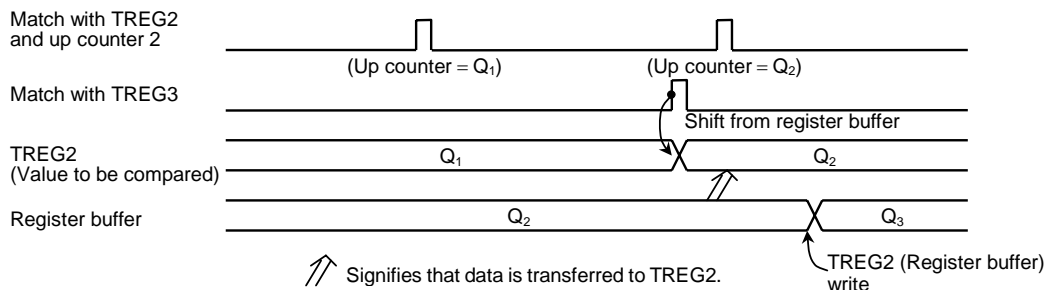 Match with TREG2
and up counter 2
(Up counter = Q₁)
(Up counter = Q₂)
Match with TREG3
Shift from register buffer
TREG2
(Value to be compared)
Q₁
Q₂
Register buffer
Q₂
Q₃
Signifies that data is transferred to TREG2.
TREG2 (Register buffer)
write